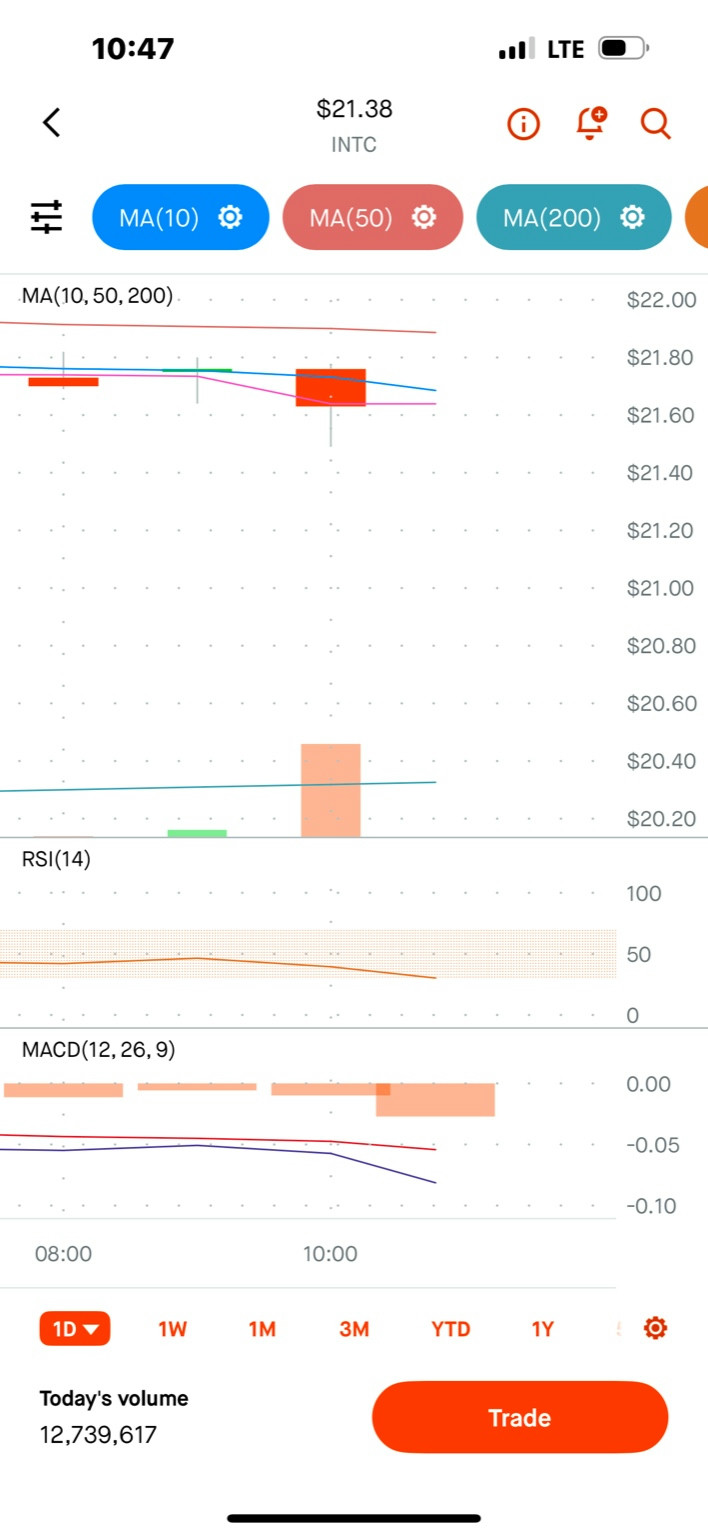 10:47
LTE
$21.38
INTC
MA(10)
MA(50)
MA(200)
MA(10, 50, 200)
$22.00
$21.80
$21.60
$21.40
$21.20
$21.00
$20.80
$20.60
$20.40
$20.20
RSI(14)
100
50
0
MACD(12, 26, 9)
0.00
-0.05
-0.10
08:00 10:00
1D 1W 1M 3M YTD 1Y
Today's volume
12,739,617
Trade